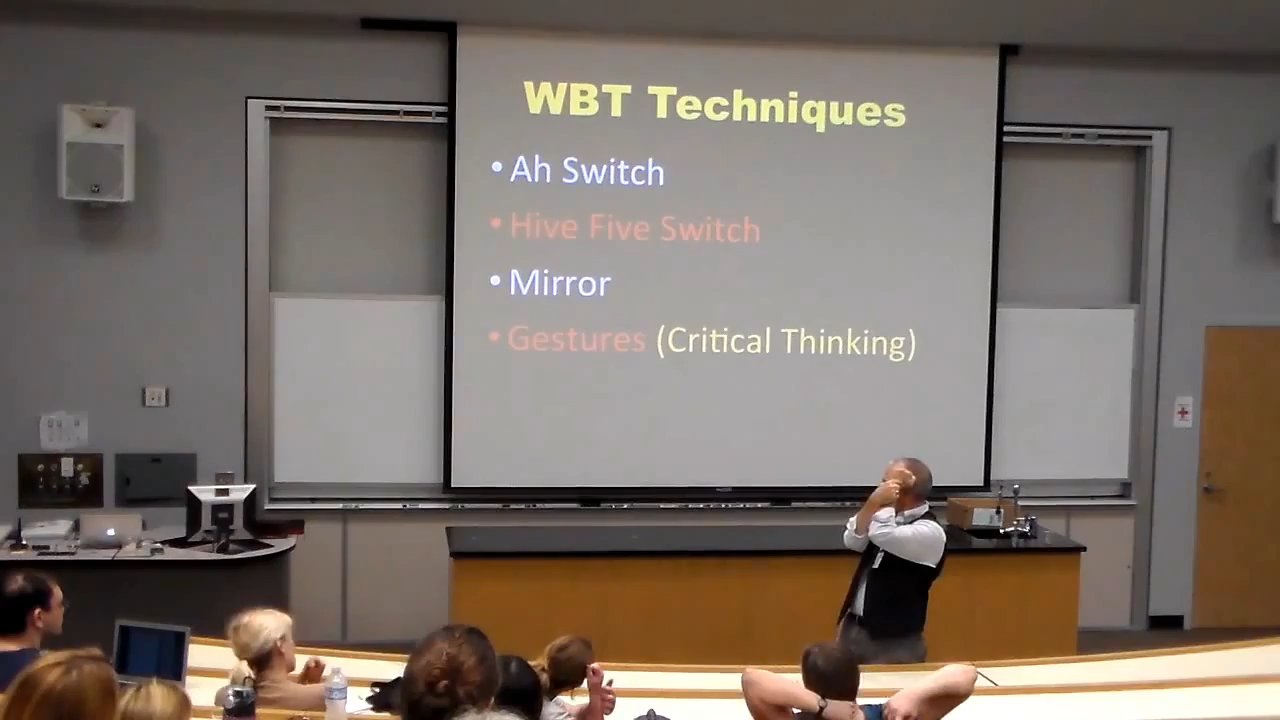 WBT Techniques
• Ah Switch
• Hive Five Switch
• Mirror
• Gestures (Critical Thinking)